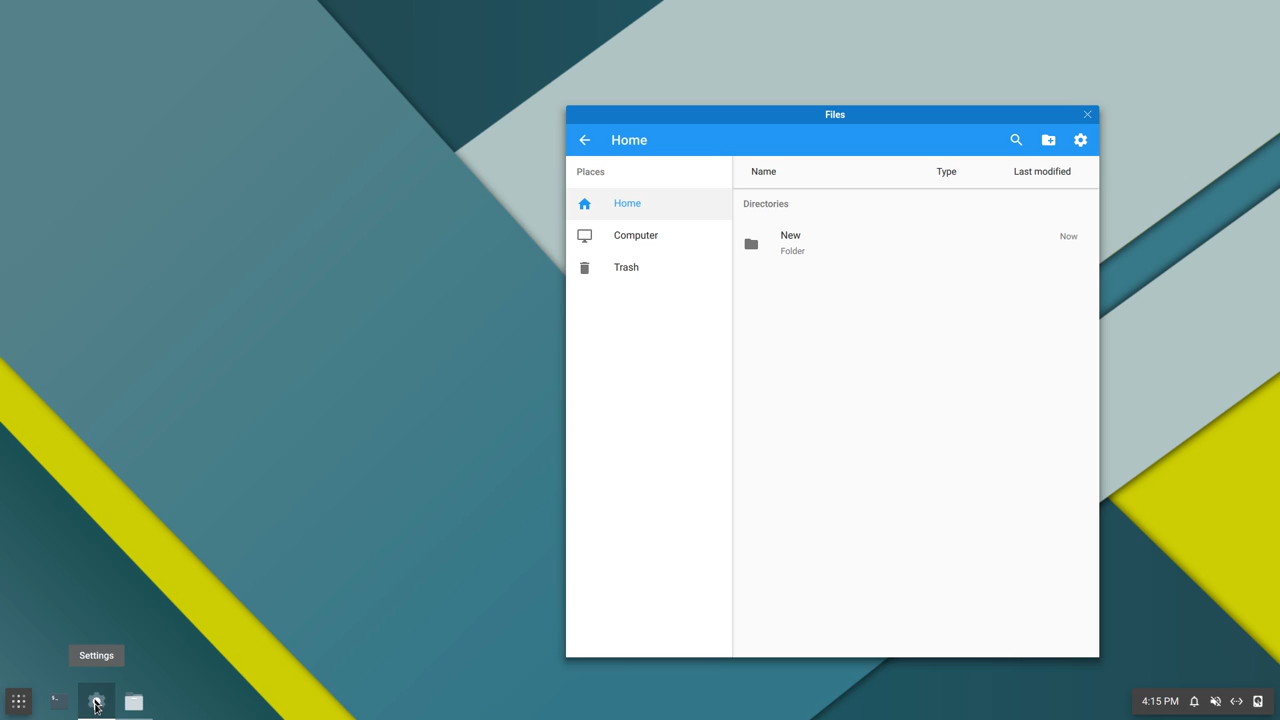 Files
Home
Places
Name Type Last modified
Home
Directories
Computer
New
Now
Folder
Trash
Settings
4:15 PM